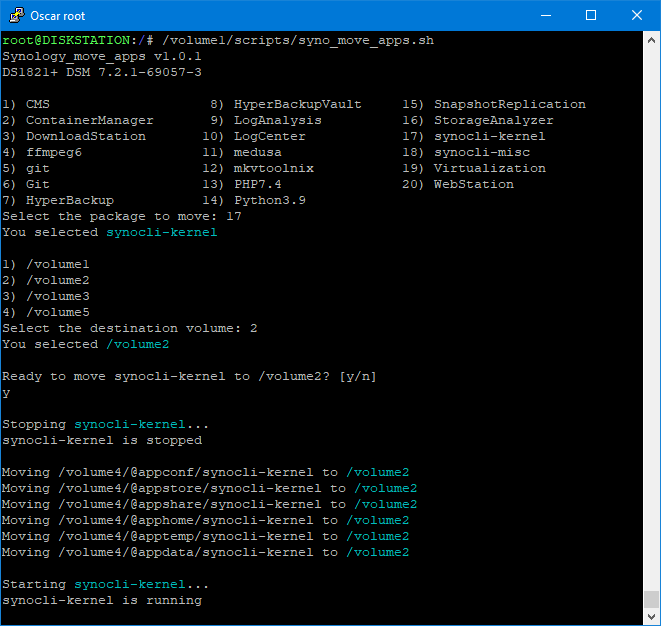 Oscar root
root@DISKSTATION:/# /volume1/scripts/syno_move_apps.sh
Synology_move_apps v1.0.1
DS1821+ DSM 7.2.1-69057-3
1) CMS 8) HyperBackupVault 15) SnapshotReplication
2) ContainerManager 9) LogAnalysis 16) StorageAnalyzer
3) DownloadStation 10) LogCenter 17) synocli-kernel
4) ffmpeg6 11) medusa 18) synocli-misc
5) git 12) mkvtoolnix 19) Virtualization
6) Git 13) PHP7.4 20) WebStation
7) HyperBackup 14) Python3.9
Select the package to move: 17
You selected synocli-kernel
1) /volume1
2) /volume2
3) /volume3
4) /volume5
Select the destination volume: 2
You selected /volume2
Ready to move synocli-kernel to /volume2? [y/n]
y
Stopping synocli-kernel...
synocli-kernel is stopped
Moving /volume4/@appconf/synocli-kernel to /volume2
Moving /volume4/@appstore/synocli-kernel to /volume2
Moving /volume4/@appshare/synocli-kernel to /volume2
Moving /volume4/@apphome/synocli-kernel to /volume2
Moving /volume4/@apptemp/synocli-kernel to /volume2
Moving /volume4/@appdata/synocli-kernel to /volume2
Starting synocli-kernel...
synocli-kernel is running